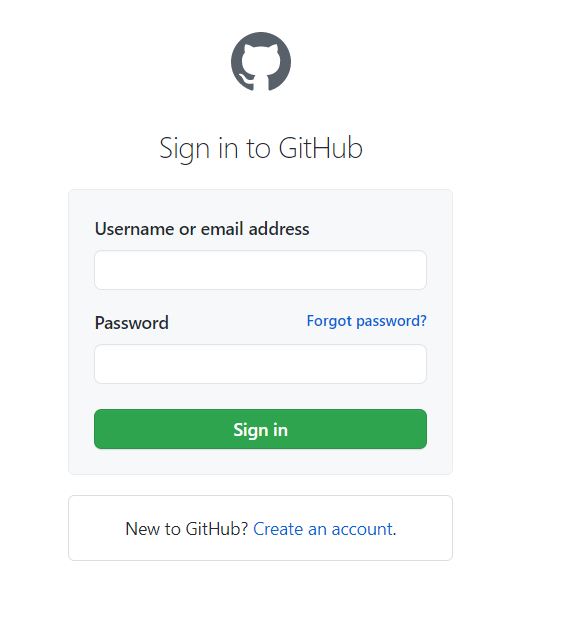 Sign in to GitHub
Username or email address
Password Forgot password?
Sign in
New to GitHub? Create an account.